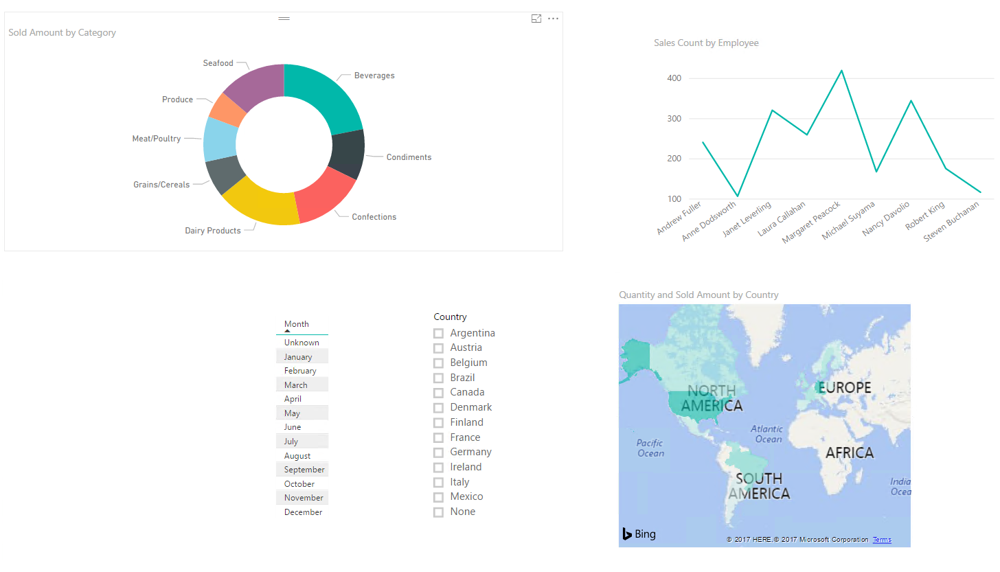 Sold Amount by Category
Seafood
Beverages
Produce
Meat/Poultry
Condiments
Grains/Cereals
Confections
Dairy Products
Sales Count by Employee
400
300
200
100
Andrew Fuller
Anne Dodsworth
Janet Leverling
Laura Callahan
Margaret Peacock
Michael Suyama
Nancy Davolio
Robert King
Steven Buchanan
Month
Unknown
January
February
March
April
May
June
July
August
September
October
November
December
Country
Argentina
Austria
Belgium
Brazil
Canada
Denmark
Finland
France
Germany
Ireland
Italy
Mexico
None
Quantity and Sold Amount by Country
NORTH
AMERICA
EUROPE
Atlantic
Ocean
Pacific
Ocean
AFRICA
SOUTH
AMERICA
India
Ocea
Bing
© 2017 HERE, © 2017 Microsoft Corporation Terms